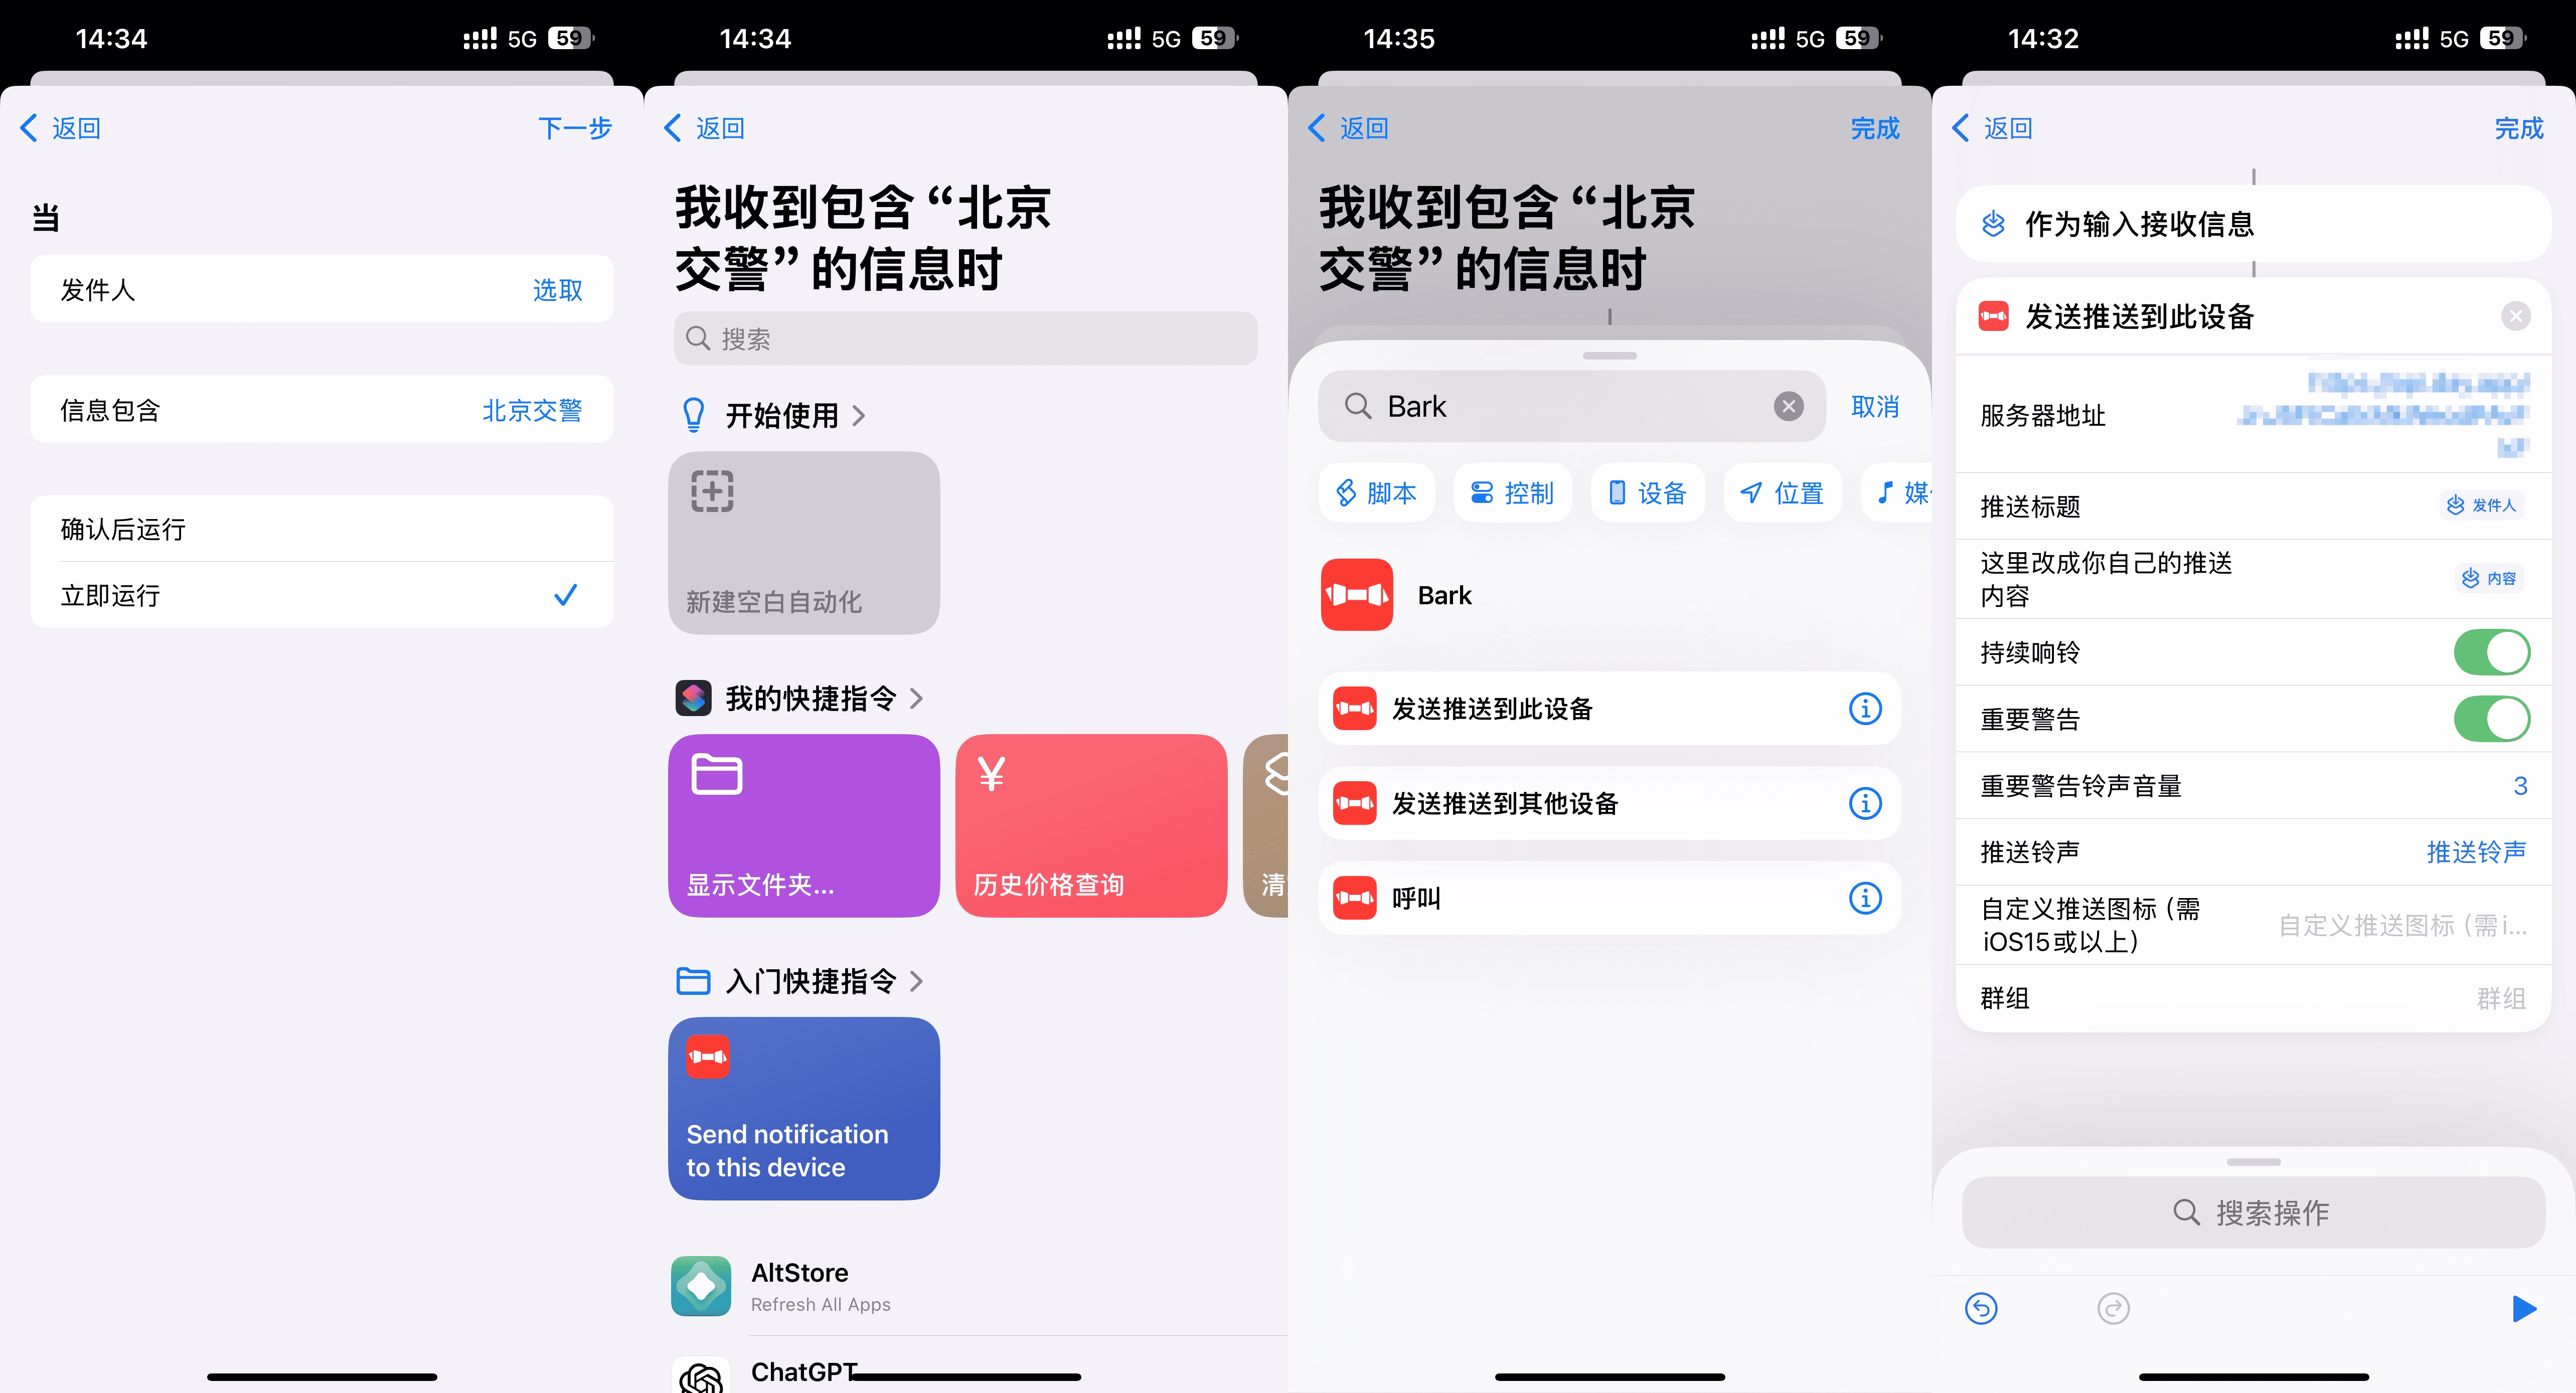 14:34
5G 59
返回
下一步
当
发件人
选取
信息包含
北京交警
确认后运行
立即运行
14:34
5G 59
返回
我收到包含“北京
交警”的信息时
搜索
开始使用
新建空白自动化
我的快捷指令
显示文件夹...
¥
历史价格查询
清
入门快捷指令
Send notification
to this device
AltStore
Refresh All Apps
ChatGPT
14:35
5G 59
返回
完成
我收到包含“北京
交警”的信息时
Bark
取消
脚本
控制
设备
位置
媒
Bark
发送推送到此设备
发送推送到其他设备
呼叫
14:32
5G 59
返回
完成
作为输入接收信息
发送推送到此设备
服务器地址
推送标题
发件人
这里改成你自己的推送
内容
内容
持续响铃
重要警告
重要警告铃声音量
3
推送铃声
推送铃声
自定义推送图标（需
iOS15或以上）
自定义推送图标（需i...
群组
群组
搜索操作